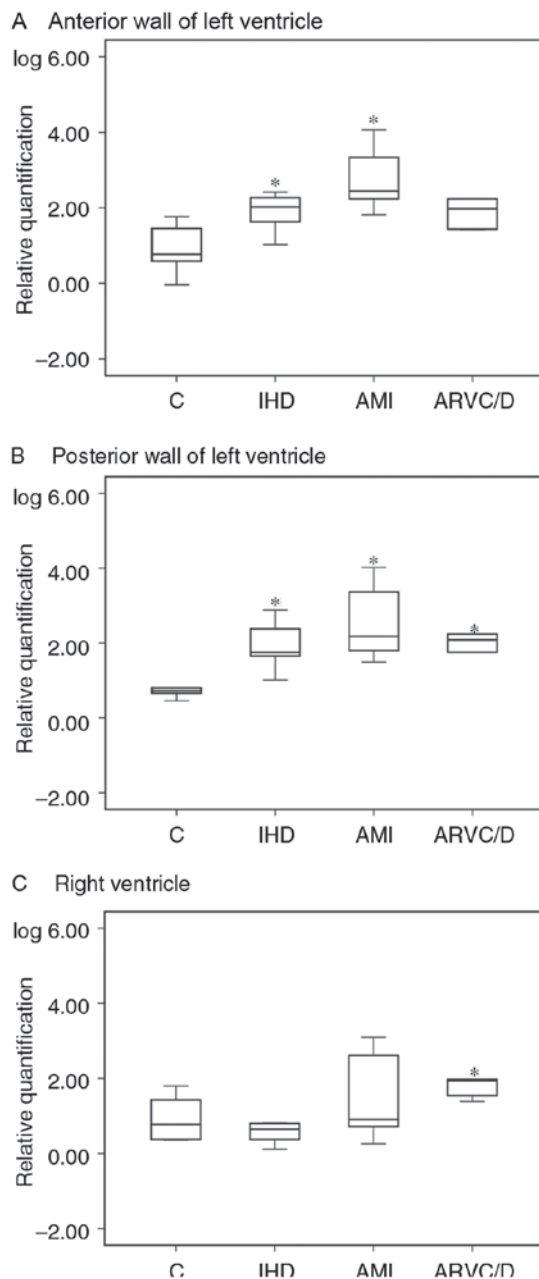 A Anterior wall of left ventricle
log 6.00
4.00
2.00
0.00
−2.00
Relative quantification
*
*
C IHD AMI ARVC/D
B Posterior wall of left ventricle
log 6.00
4.00
2.00
0.00
−2.00
Relative quantification
*
*
*
C IHD AMI ARVC/D
C Right ventricle
log 6.00
4.00
2.00
0.00
−2.00
Relative quantification
*
C IHD AMI ARVC/D